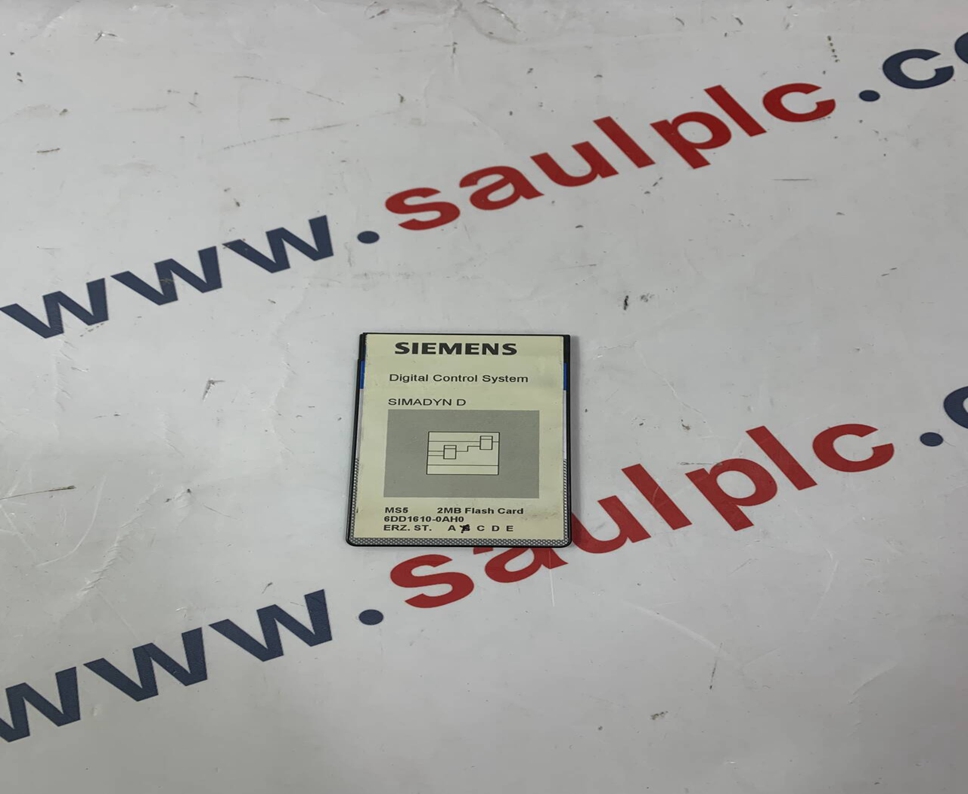 www.saulplc.co
SIEMENS
Digital Control System
SIMADYN D
MS5 2MB Flash Card
6DD1610-0AH0
ERZ. ST. A C D E
www.saulplc.c